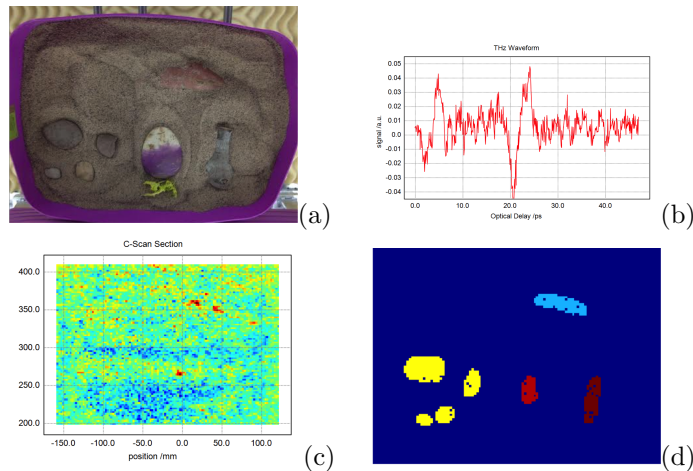 (a)
THz Waveform
0.05
0.04
0.03
0.02
0.01
0
-0.01
-0.02
-0.03
-0.04
signal /a.u.
0.0
10.0
20.0
30.0
40.0
Optical Delay /ps
(b)
C-Scan Section
400.0
350.0
300.0
250.0
200.0
-150.0
-100.0
-50.0
0.0
50.0
100.0
position /mm
(c)
(d)